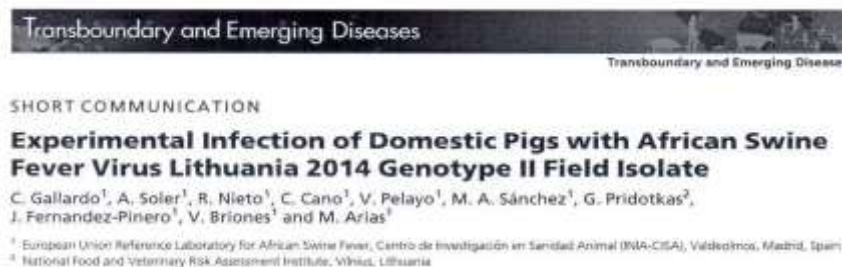 Transboundary and Emerging Diseases
Transboundary and Emerging Disease
SHORT COMMUNICATION
Experimental Infection of Domestic Pigs with African Swine
Fever Virus Lithuania 2014 Genotype II Field Isolate
C. Gallardo¹, A. Soler¹, R. Nieto¹, C. Cano¹, V. Pelayo¹, M. A. Sánchez¹, G. Pridotkas²,
J. Fernandez-Pinero¹, V. Briones¹ and M. Arias¹
¹ European Union Reference Laboratory for African Swine Fever, Centro de Investigación en Sanidad Animal (INIA-CISA), Valdeolmos, Madrid, Spain
² National Food and Veterinary Risk Assessment Institute, Vilnius, Lithuania